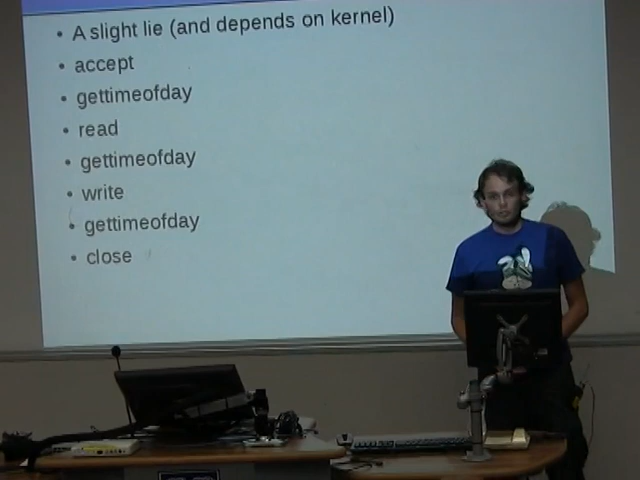 A slight lie (and depends on kernel)
accept
gettimeofday
read
gettimeofday
write
gettimeofday
close